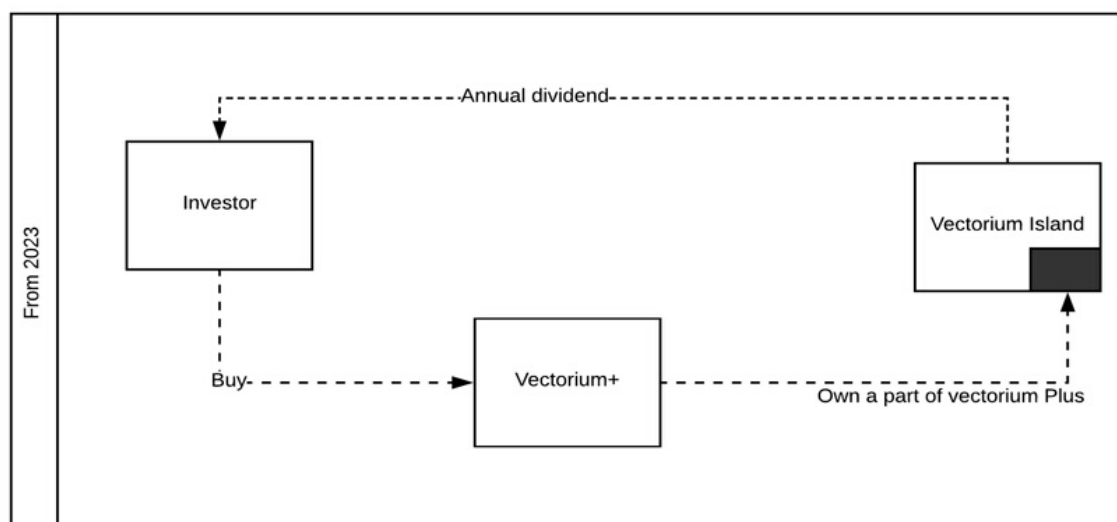 Annual dividend
Investor
Vectorium Island
From 2023
Vectorium+
Buy
Own a part of vectorium Plus